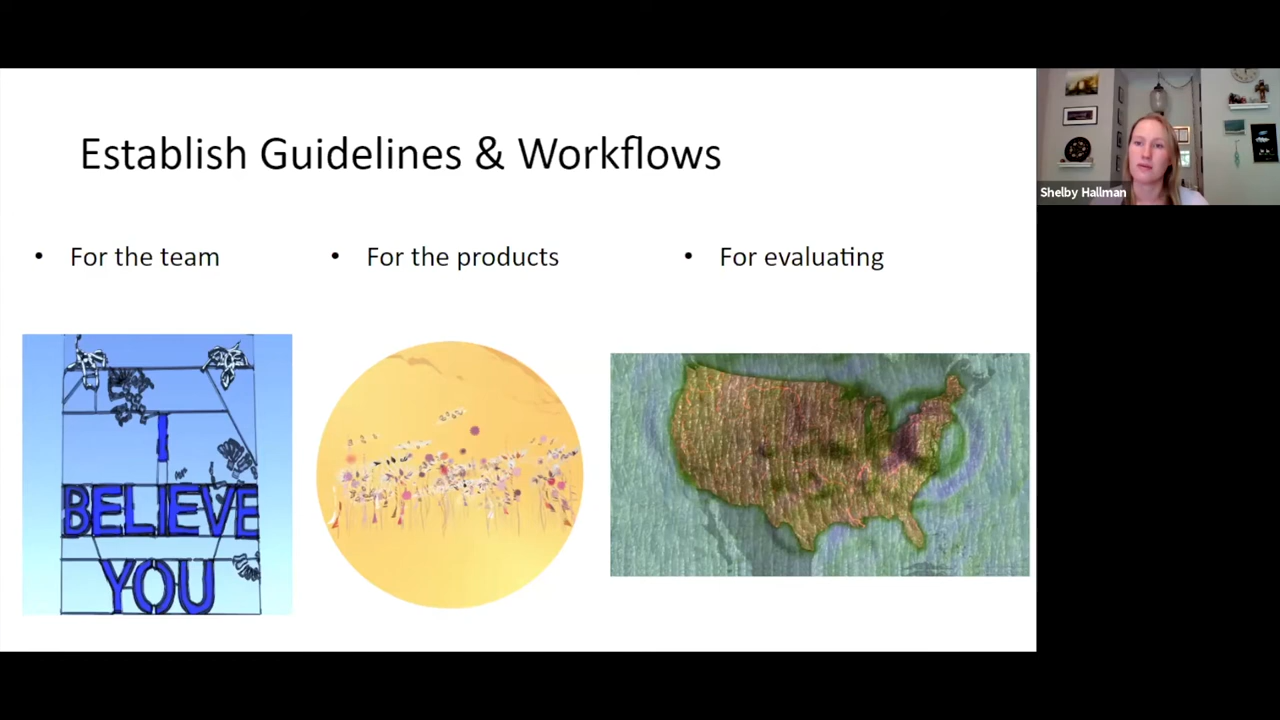 Establish Guidelines & Workflows
• For the team
• For the products
• For evaluating
I
BELIEVE
YOU
Shelby Hallman